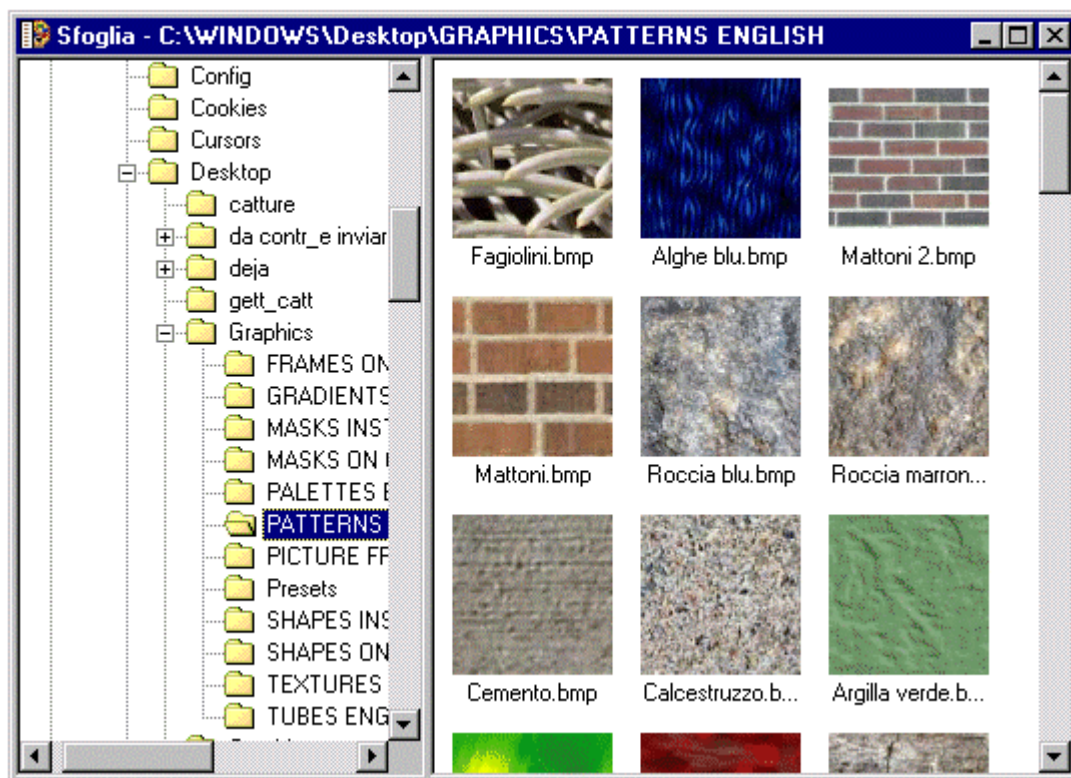 Sfoglia - C:\WINDOWS\Desktop\GRAPHICS\PATTERNS ENGLISH
Config
Cookies
Cursors
Desktop
catture
da contr_e inviar
deja
gett_catt
Graphics
FRAMES ON
GRADIENTS
MASKS INST
MASKS ON
PALETTES E
PATTERNS
PICTURE FF
Presets
SHAPES INS
SHAPES ON
TEXTURES
TUBES ENG
Fagiolini.bmp
Alghe blu.bmp
Mattoni 2.bmp
Mattoni.bmp
Roccia blu.bmp
Roccia marron...
Cemento.bmp
Calcestruzzo.b...
Argilla verde.b...